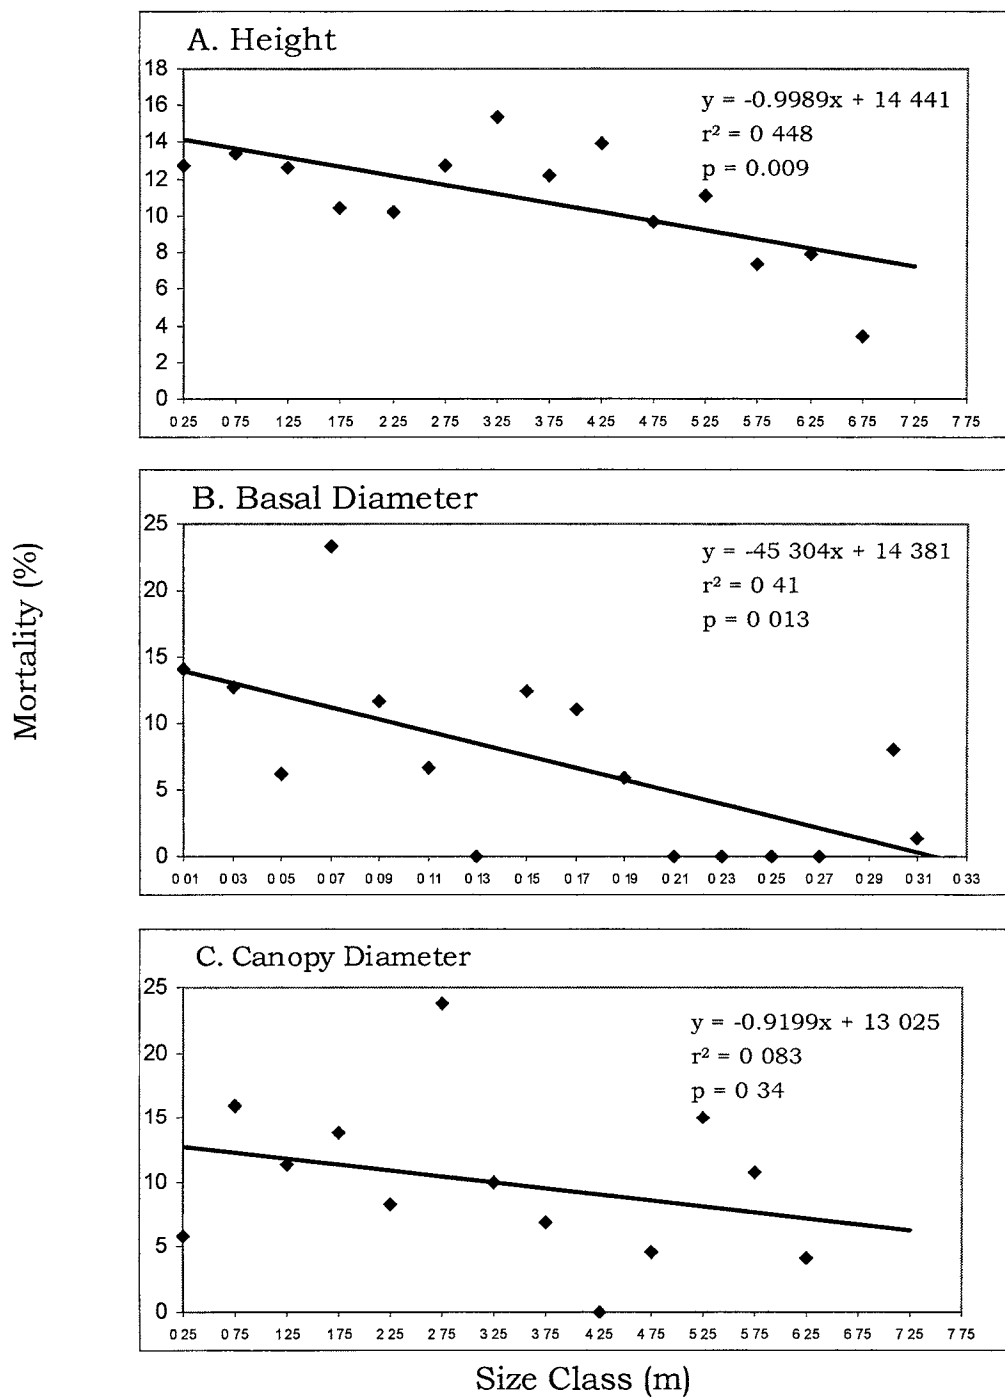 A. Height
18
16
14
12
10
8
6
4
2
0
y = -0.9989x + 14 441
r² = 0 448
p = 0.009
0 25 0 75 1 25 1 75 2 25 2 75 3 25 3 75 4 25 4 75 5 25 5 75 6 25 6 75 7 25 7 75
B. Basal Diameter
25
20
15
10
5
0
y = -45 304x + 14 381
r² = 0 41
p = 0 013
0 01 0 03 0 05 0 07 0 09 0 11 0 13 0 15 0 17 0 19 0 21 0 23 0 25 0 27 0 29 0 31 0 33
Mortality (%)
C. Canopy Diameter
25
20
15
10
5
0
y = -0.9199x + 13 025
r² = 0 083
p = 0 34
0 25 0 75 1 25 1 75 2 25 2 75 3 25 3 75 4 25 4 75 5 25 5 75 6 25 6 75 7 25 7 75
Size Class (m)